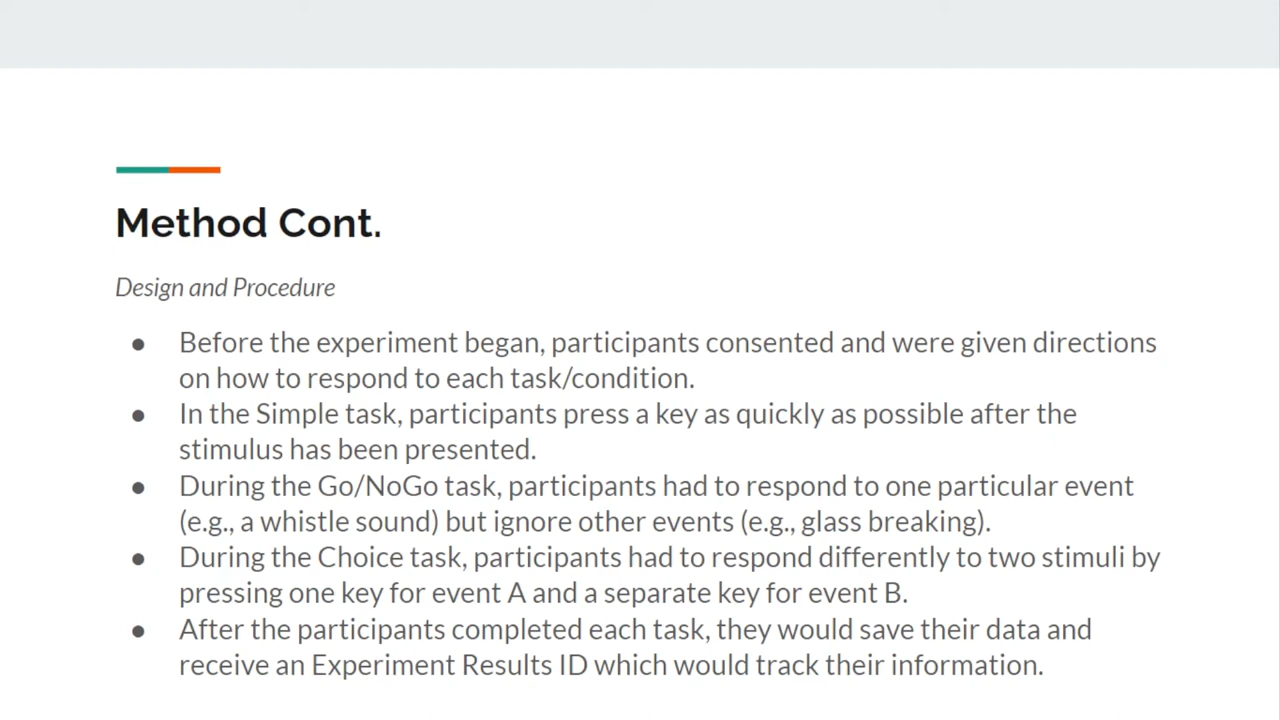 Method Cont.
Design and Procedure
● Before the experiment began, participants consented and were given directions
on how to respond to each task/condition.
● In the Simple task, participants press a key as quickly as possible after the
stimulus has been presented.
● During the Go/NoGo task, participants had to respond to one particular event
(e.g., a whistle sound) but ignore other events (e.g., glass breaking).
● During the Choice task, participants had to respond differently to two stimuli by
pressing one key for event A and a separate key for event B.
● After the participants completed each task, they would save their data and
receive an Experiment Results ID which would track their information.